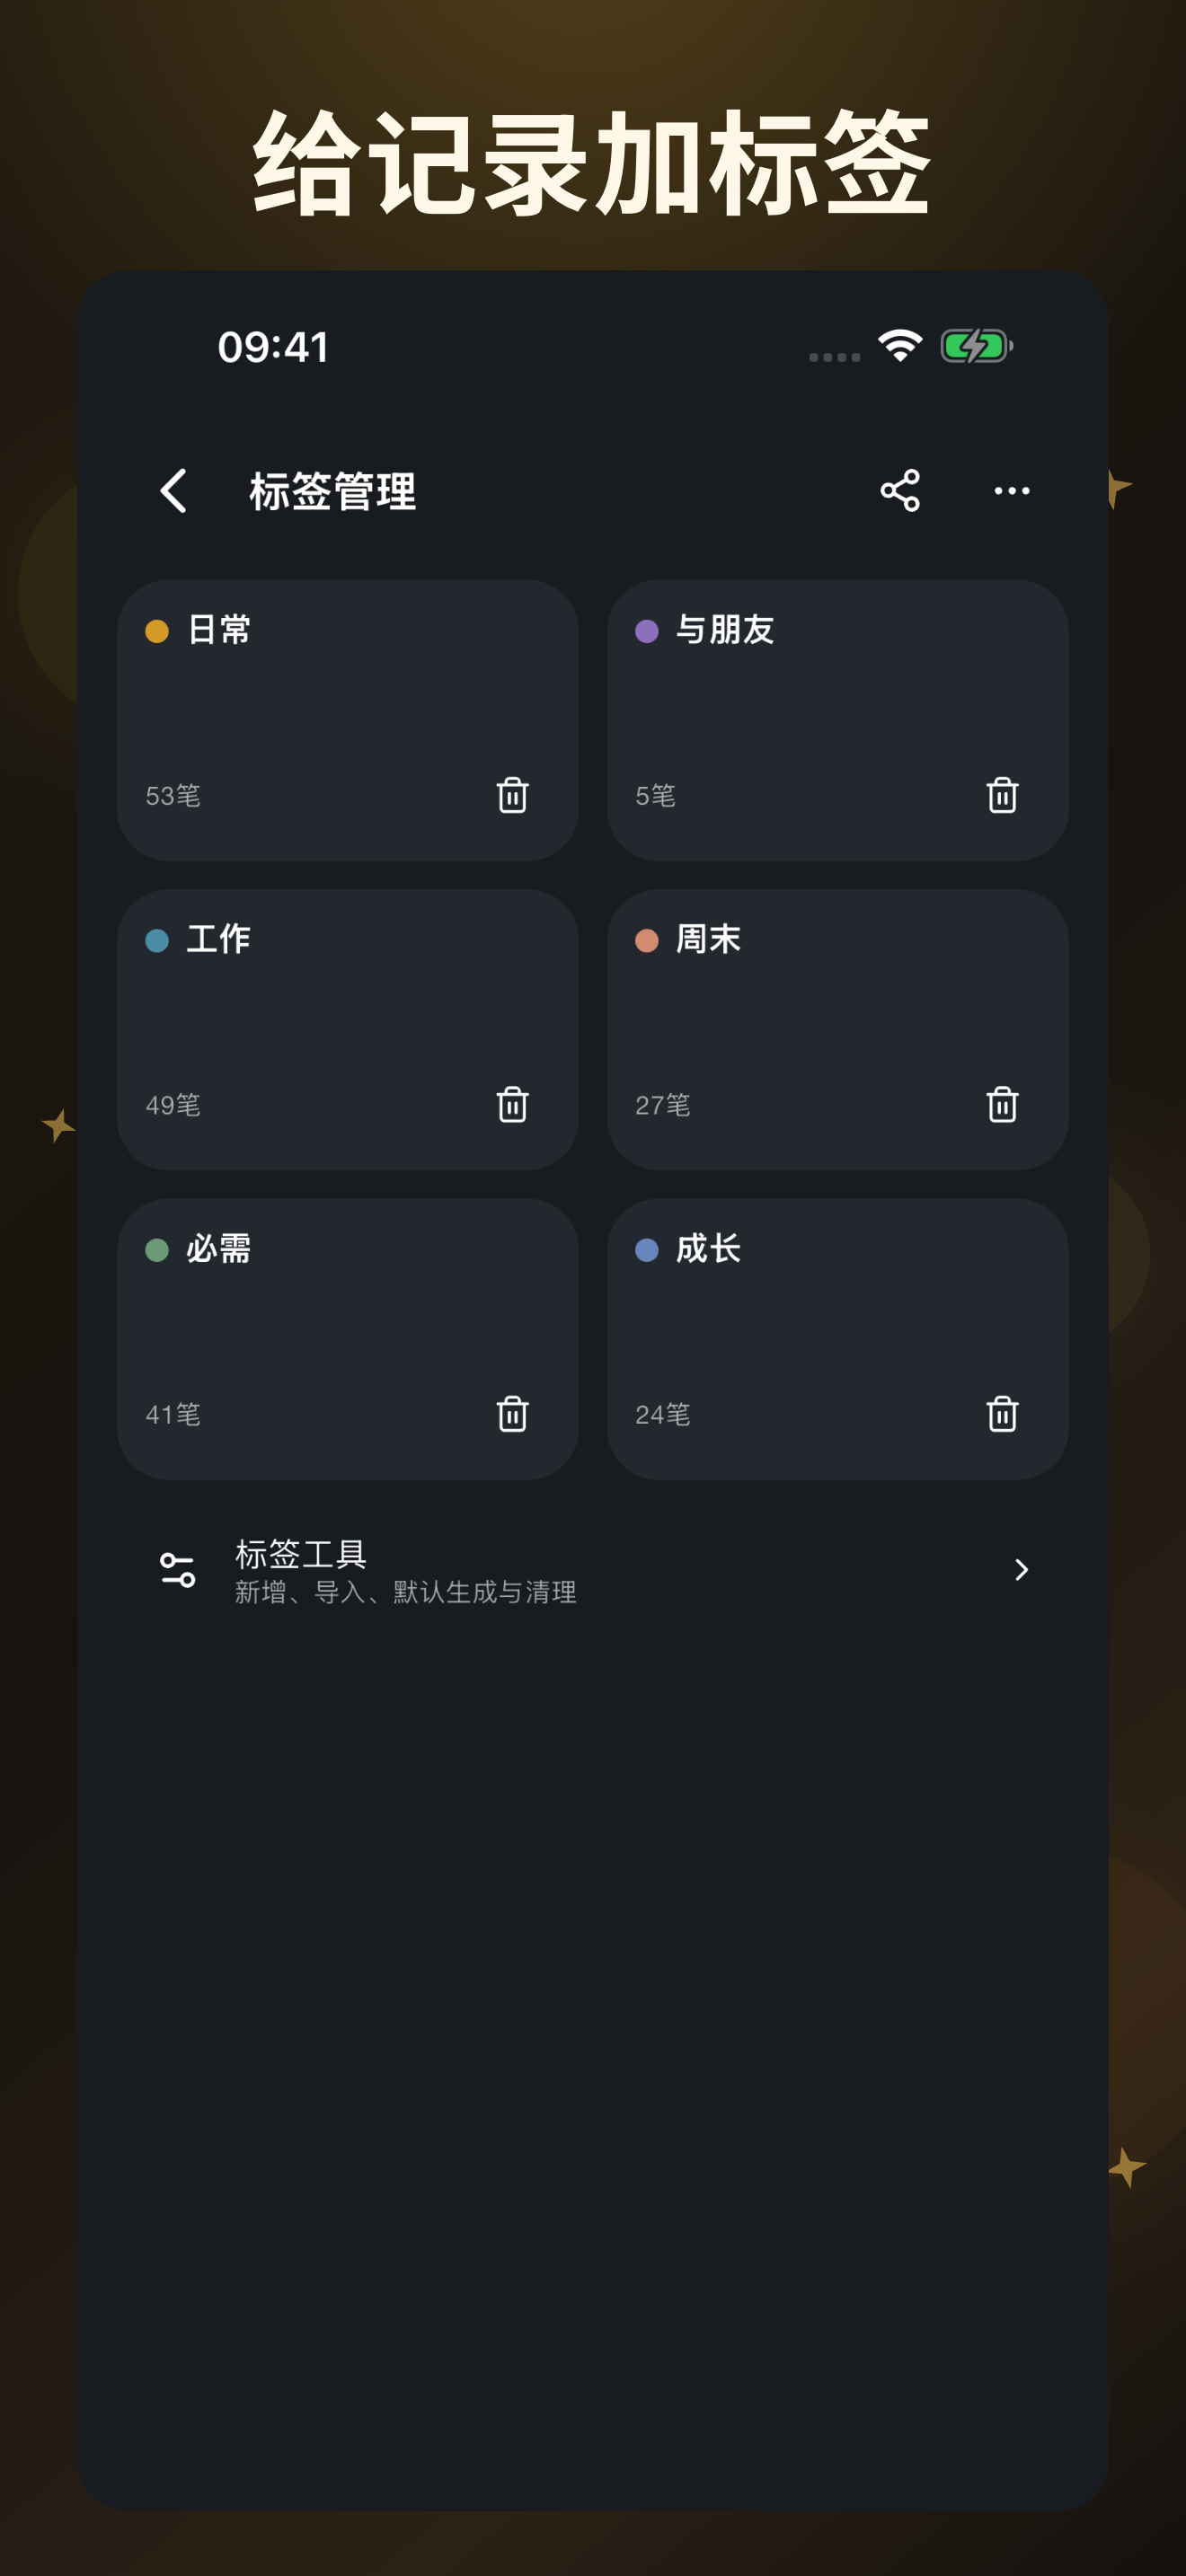 给记录加标签
09:41
标签管理
日常
与朋友
53笔
5笔
工作
周末
49笔
27笔
必需
成长
41笔
24笔
标签工具
新增、导入、默认生成与清理